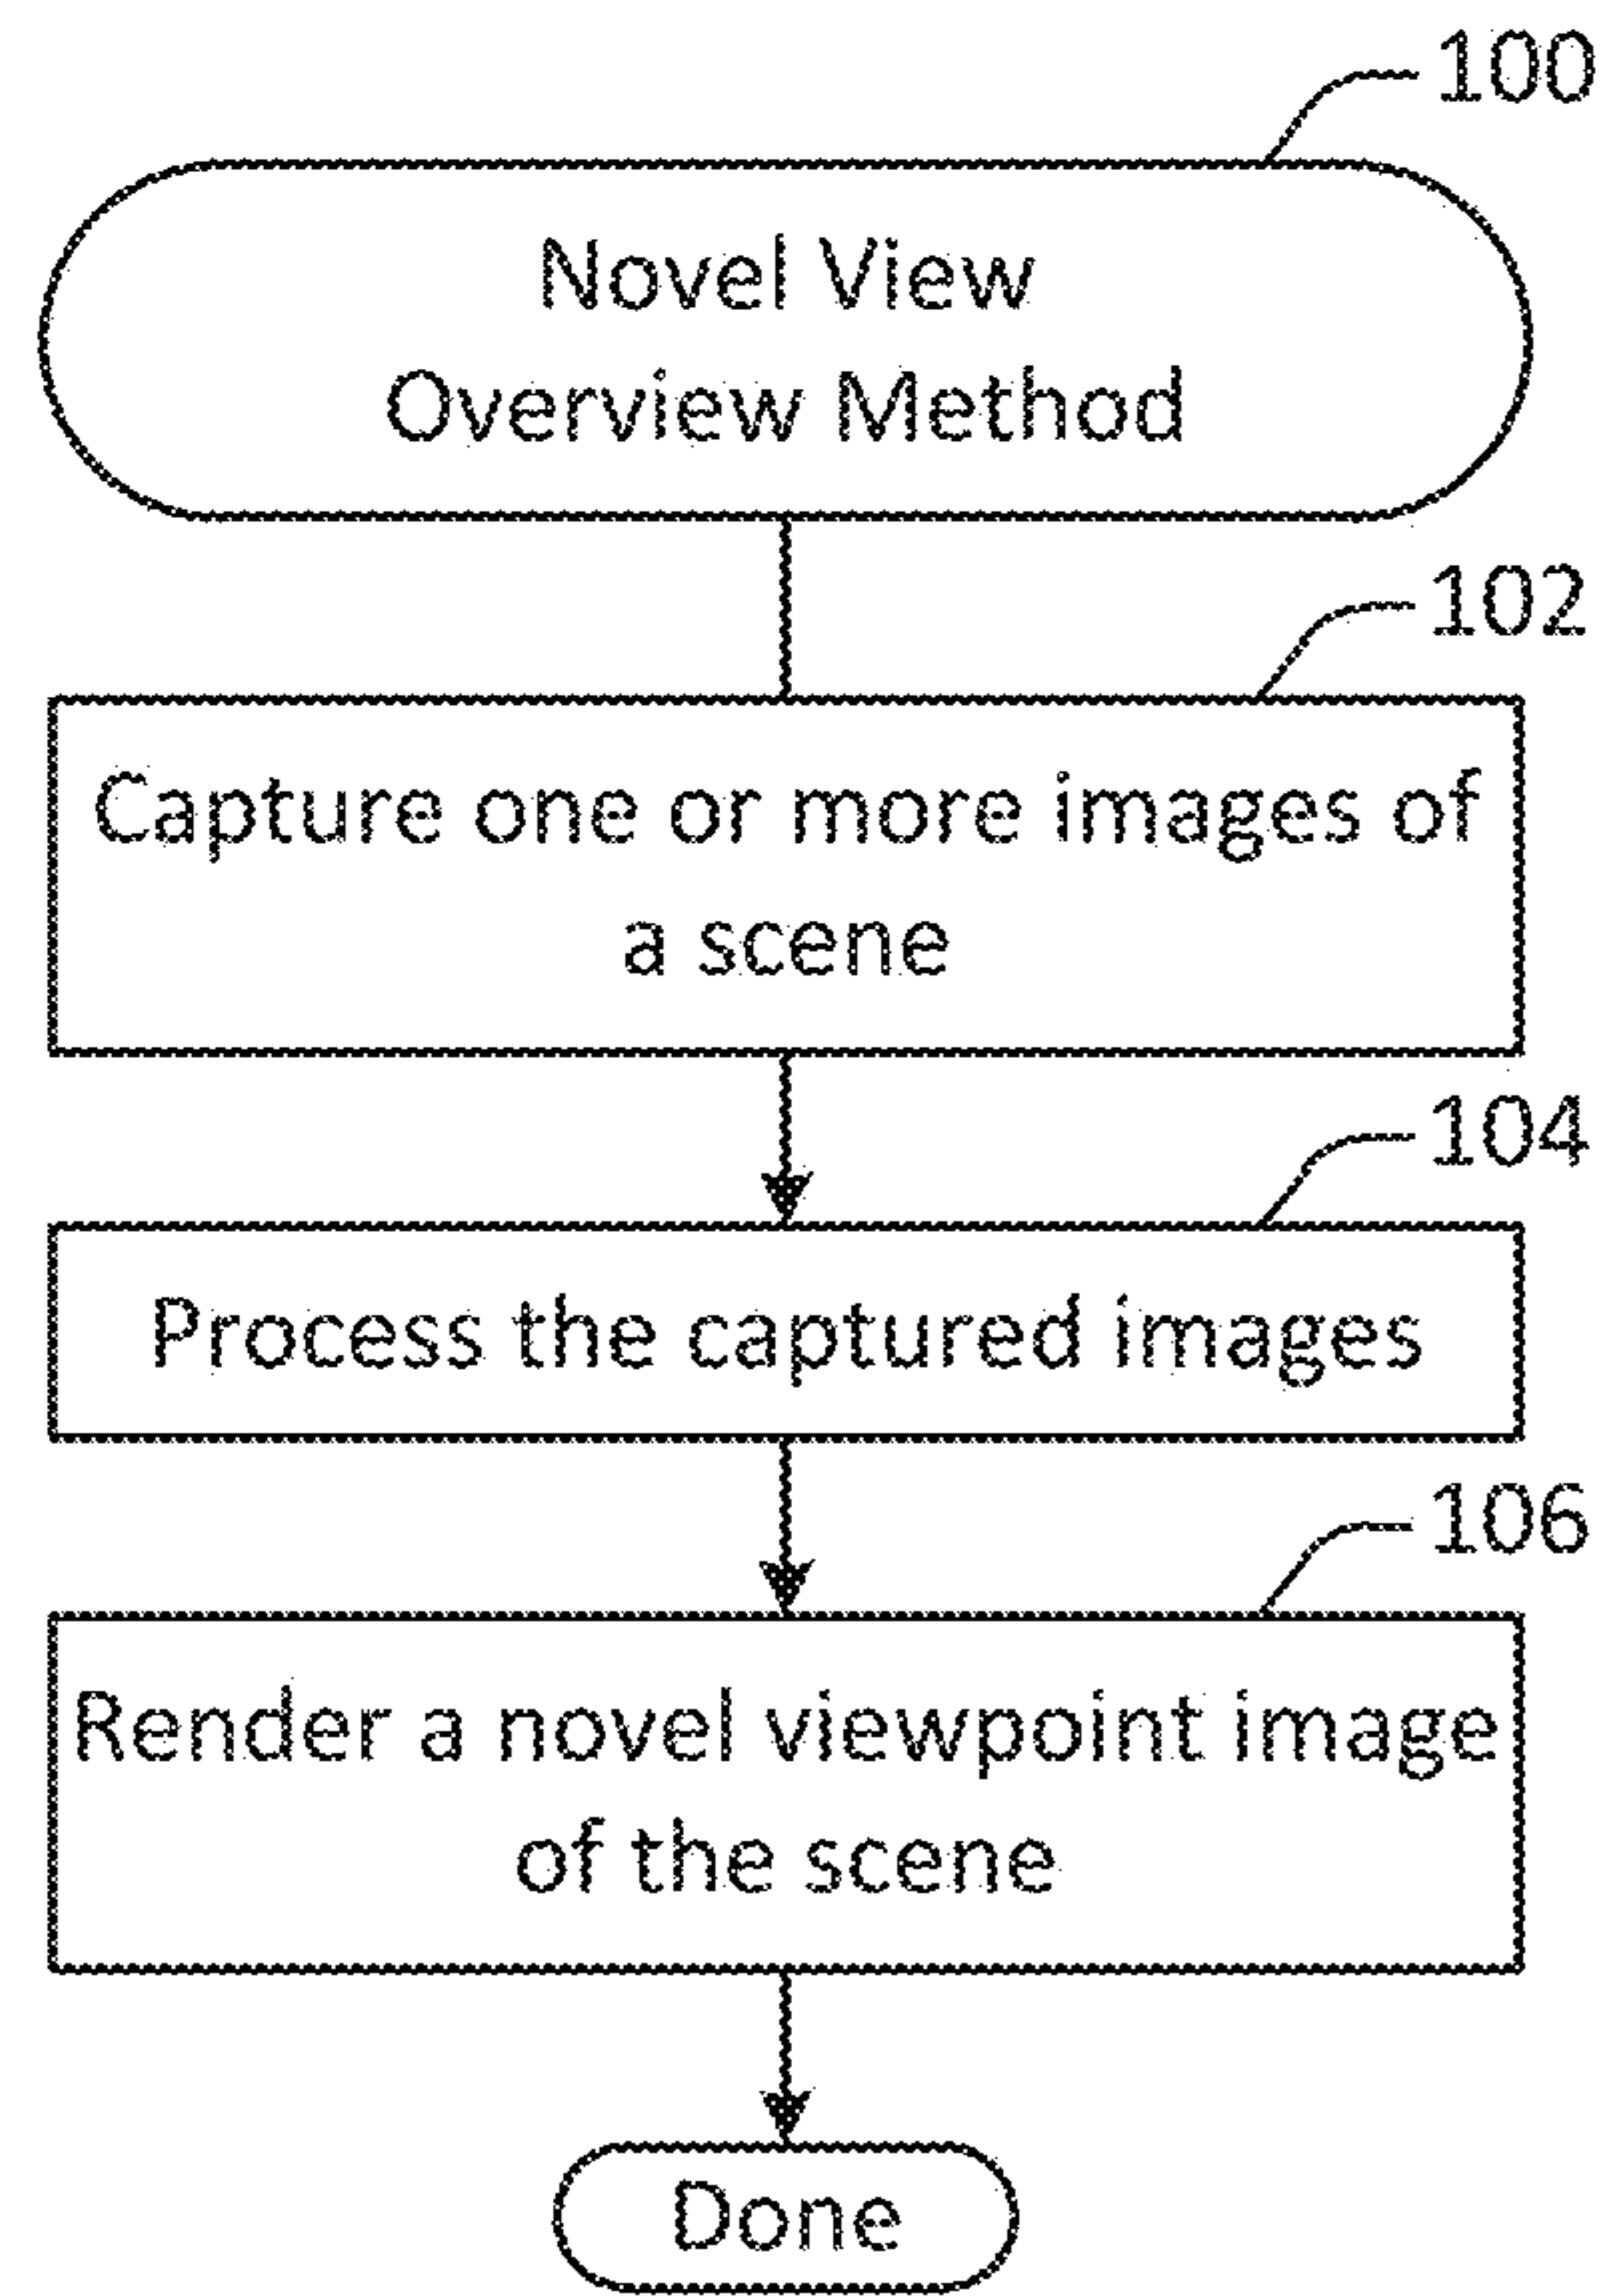 100
Novel View
Overview Method
102
Capture one or more images of
a scene
104
Process the captured images
106
Render a novel viewpoint image
of the scene
Done